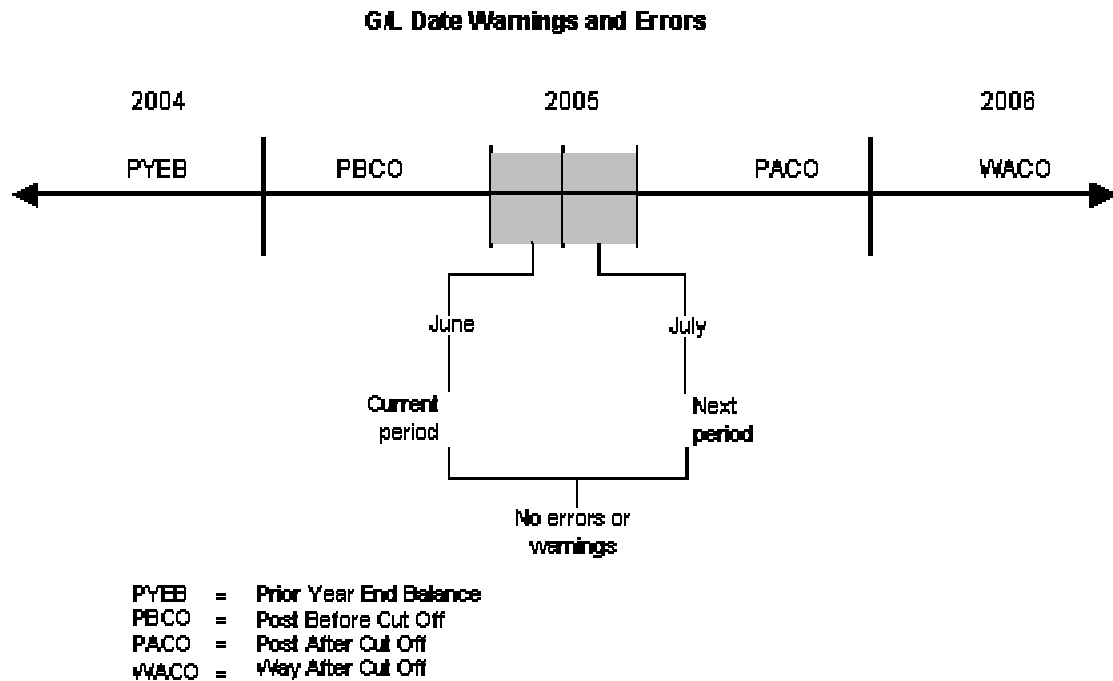 G/L Date Warnings and Errors
2004 2005 2006
PYEB PBCO PACO WACO
June July
Current
period
Next
period
No errors or
warnings
PYEB = Prior Year End Balance
PBCO = Post Before Cut Off
PACO = Post After Cut Off
WACO = Way After Cut Off